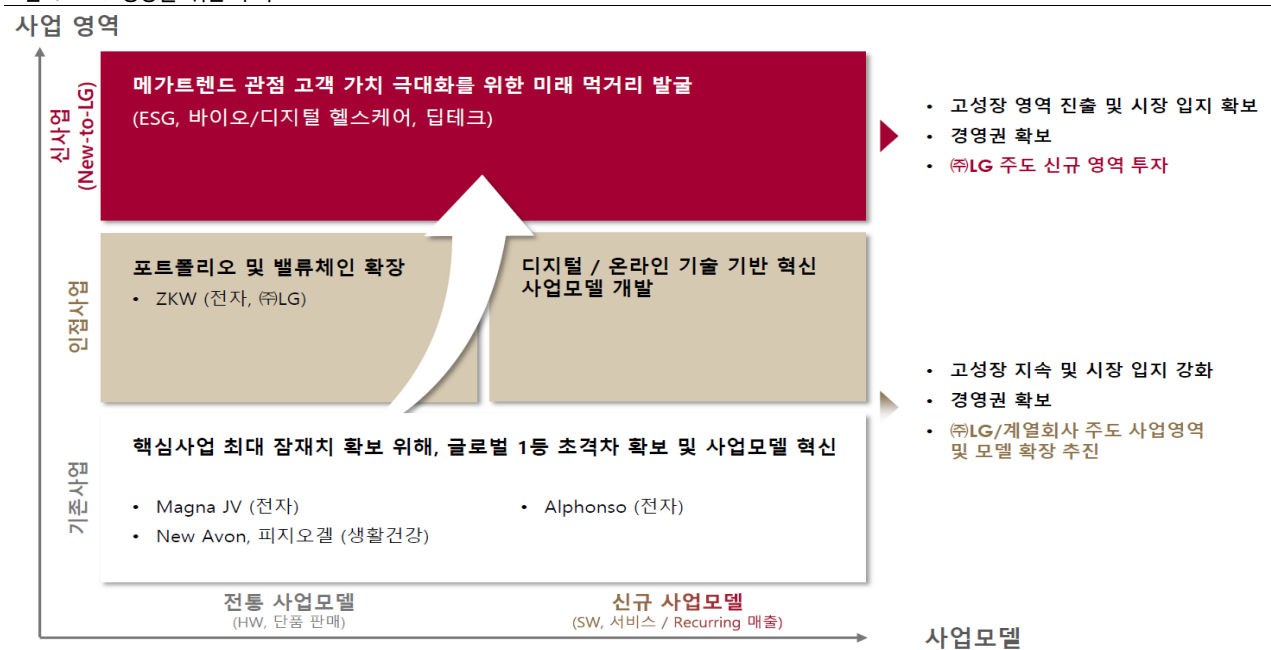 사업 영역
신사업
(New-to-LG)
메가트렌드 관점 고객 가치 극대화를 위한 미래 먹거리 발굴
(ESG, 바이오/디지털 헬스케어, 딥테크)
• 고성장 영역 진출 및 시장 입지 확보
• 경영권 확보
• ㈜LG 주도 신규 영역 투자
인접사업
포트폴리오 및 밸류체인 확장
• ZKW (전자, ㈜LG)
디지털 / 온라인 기술 기반 혁신
사업모델 개발
• 고성장 지속 및 시장 입지 강화
• 경영권 확보
• ㈜LG/계열회사 주도 사업영역
및 모델 확장 추진
기존사업
핵심사업 최대 잠재치 확보 위해, 글로벌 1등 초격차 확보 및 사업모델 혁신
• Magna JV (전자)
• New Avon, 피지오겔 (생활건강)
• Alphonso (전자)
전통 사업모델
(HW, 단품 판매)
신규 사업모델
(SW, 서비스 / Recurring 매출)
사업모델